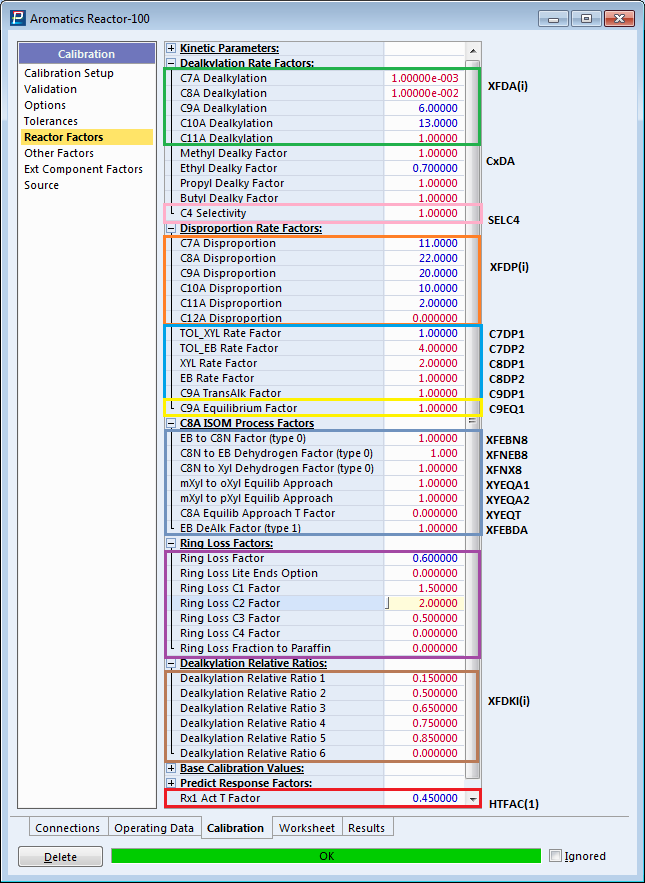 Aromatics Reactor-100
Calibration
Calibration Setup
Validation
Options
Tolerances
Reactor Factors
Other Factors
Ext Component Factors
Source
Kinetic Parameters:
Dealkylation Rate Factors:
C7A Dealkylation 1.00000e-003
C8A Dealkylation 1.00000e-002 XFDA(i)
C9A Dealkylation 6.00000
C10A Dealkylation 13.0000
C11A Dealkylation 1.00000
Methyl Dealky Factor 1.00000 CxDA
Ethyl Dealky Factor 0.700000
Propyl Dealky Factor 1.00000
Butyl Dealky Factor 1.00000
C4 Selectivity 1.00000 SELC4
Disproportion Rate Factors:
C7A Disproportion 11.0000
C8A Disproportion 22.0000 XFDP(i)
C9A Disproportion 20.0000
C10A Disproportion 10.0000
C11A Disproportion 2.00000
C12A Disproportion 0.000000
TOL_XYL Rate Factor 1.00000 C7DP1
TOL_EB Rate Factor 4.00000 C7DP2
XYL Rate Factor 2.00000 C8DP1
EB Rate Factor 1.00000 C8DP2
C9A TransAlk Factor 1.00000 C9DP1
C9A Equilibrium Factor 1.00000 C9EQ1
C8A ISOM Process Factors
EB to C8N Factor (type 0) 1.00000 XFEBN8
C8N to EB Dehydrogen Factor (type 0) 1.000 XFNEB8
C8N to Xyl Dehydrogen Factor (type 0) 1.00000 XFNX8
mXyl to oXyl Equilib Approach 1.00000 XYEQA1
mXyl to pXyl Equilib Approach 1.00000 XYEQA2
C8A Equilib Approach T Factor 0.000000 XYEQT
EB DeAlk Factor (type 1) 1.00000 XFEBDA
Ring Loss Factors:
Ring Loss Factor 0.600000
Ring Loss Lite Ends Option 0.000000
Ring Loss C1 Factor 1.50000
Ring Loss C2 Factor 2.00000
Ring Loss C3 Factor 0.500000
Ring Loss C4 Factor 0.000000
Ring Loss Fraction to Paraffin 0.000000
Dealkylation Relative Ratios:
Dealkylation Relative Ratio 1 0.150000
Dealkylation Relative Ratio 2 0.500000 XFDKI(i)
Dealkylation Relative Ratio 3 0.650000
Dealkylation Relative Ratio 4 0.750000
Dealkylation Relative Ratio 5 0.850000
Dealkylation Relative Ratio 6 0.000000
Base Calibration Values:
Predict Response Factors:
Rx1 Act T Factor 0.450000 HTFAC(1)
Connections Operating Data Calibration Worksheet Results
Delete OK Ignored